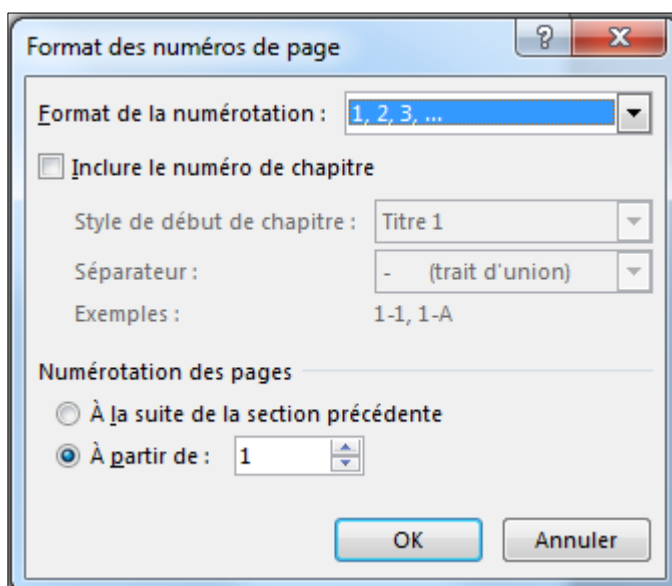 Format des numéros de page
Format de la numérotation : 1, 2, 3, ...
Inclure le numéro de chapitre
Style de début de chapitre : Titre 1
Séparateur : - (trait d'union)
Exemples : 1-1, 1-A
Numérotation des pages
À la suite de la section précédente
À partir de : 1
OK Annuler